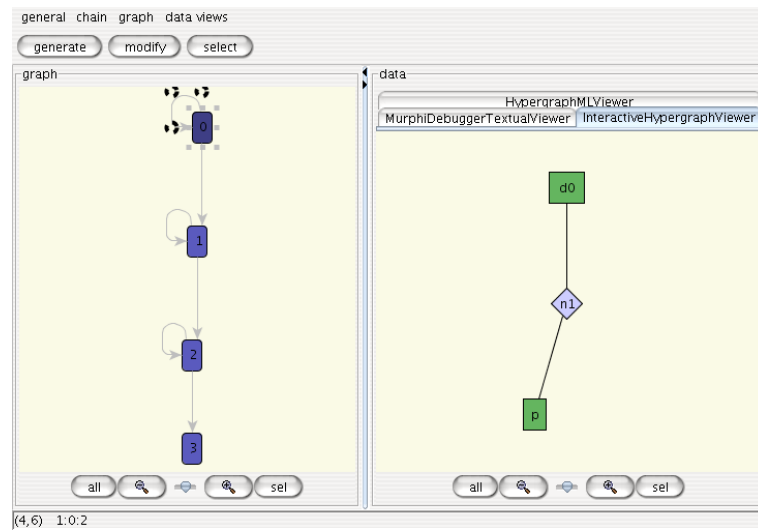 general chain graph data views
generate modify select
graph
0
1
2
3
all sel
data
HypergraphMLViewer
MurphiDebuggerTextualViewer InteractiveHypergraphViewer
d0
n1
p
all sel
(4,6) 1:0:2